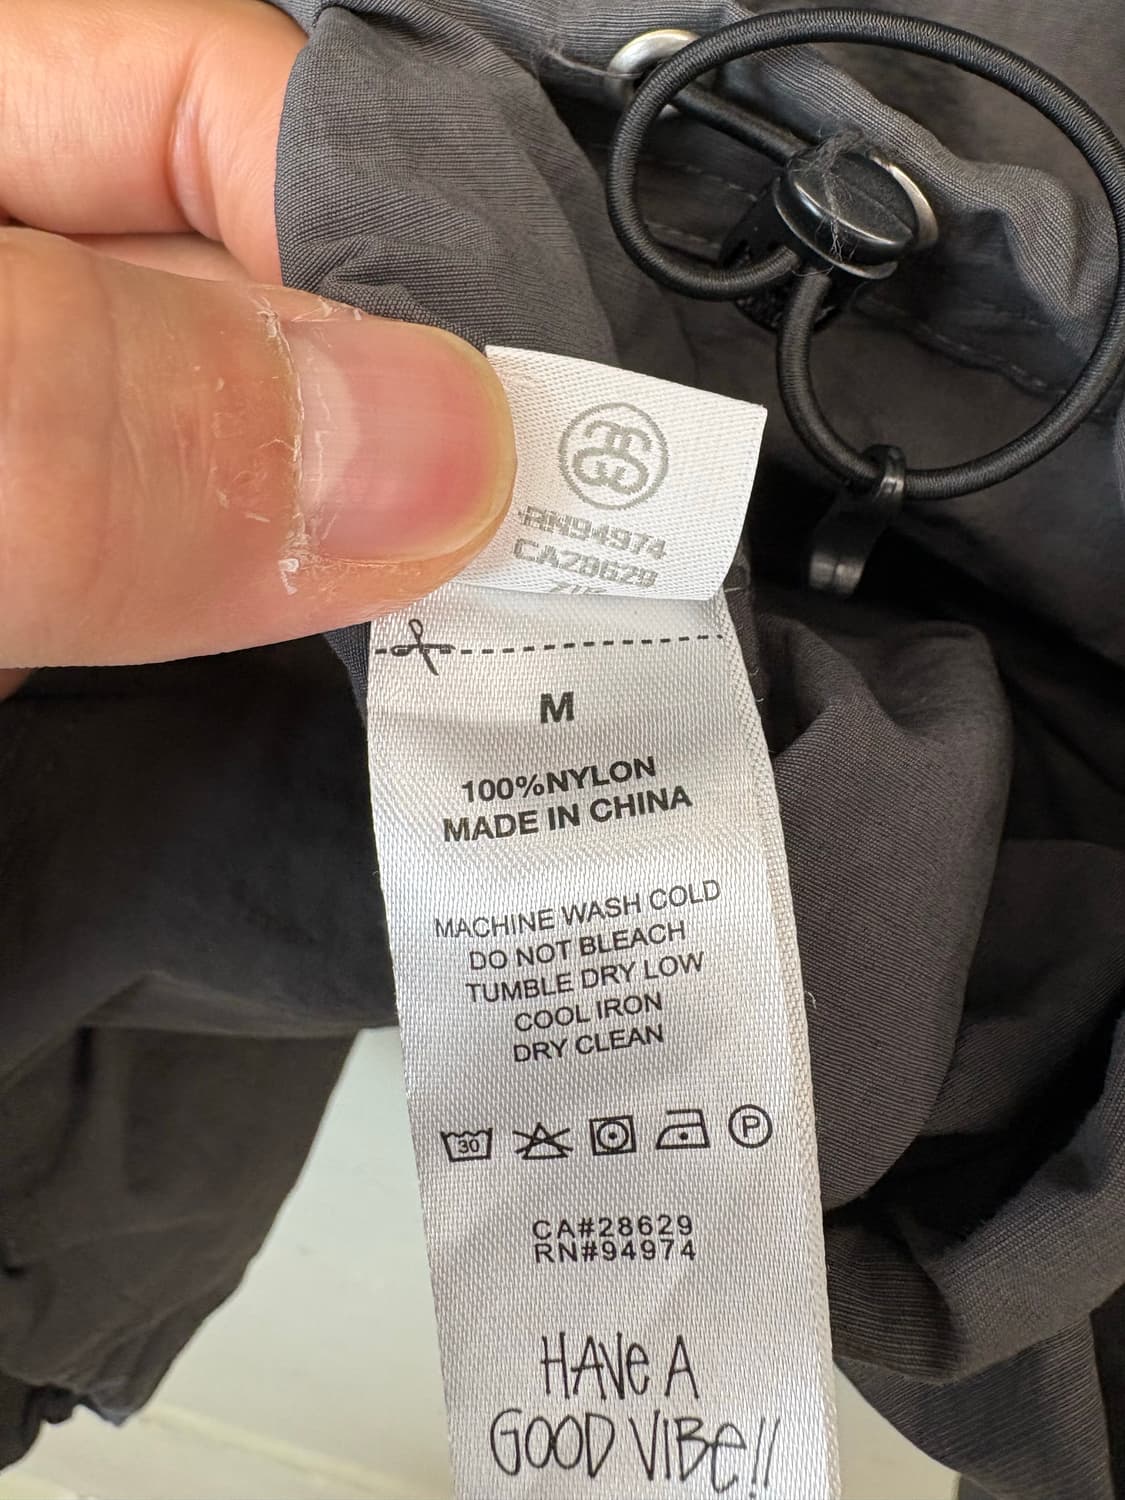 RN94974
CA28629
M
100%NYLON
MADE IN CHINA
MACHINE WASH COLD
DO NOT BLEACH
TUMBLE DRY LOW
COOL IRON
DRY CLEAN
30
P
CA#28629
RN#94974
HAVE A
GOOD VIBE!!